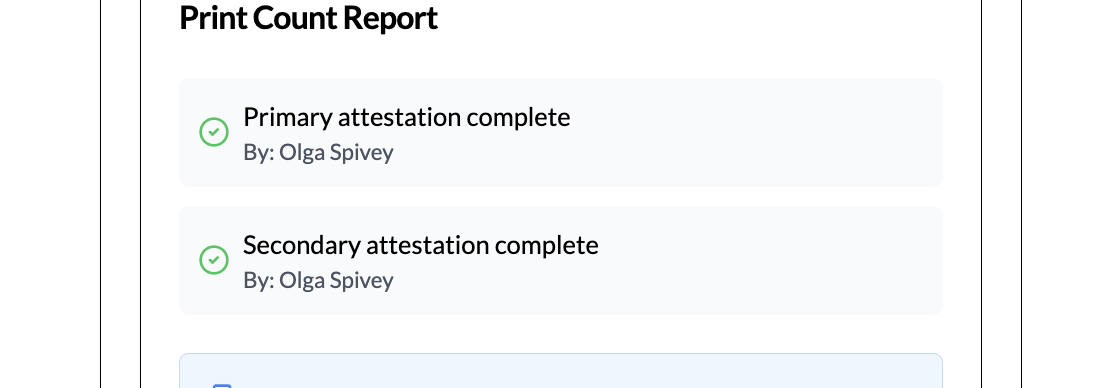 Print Count Report
Primary attestation complete
By: Olga Spivey
Secondary attestation complete
By: Olga Spivey